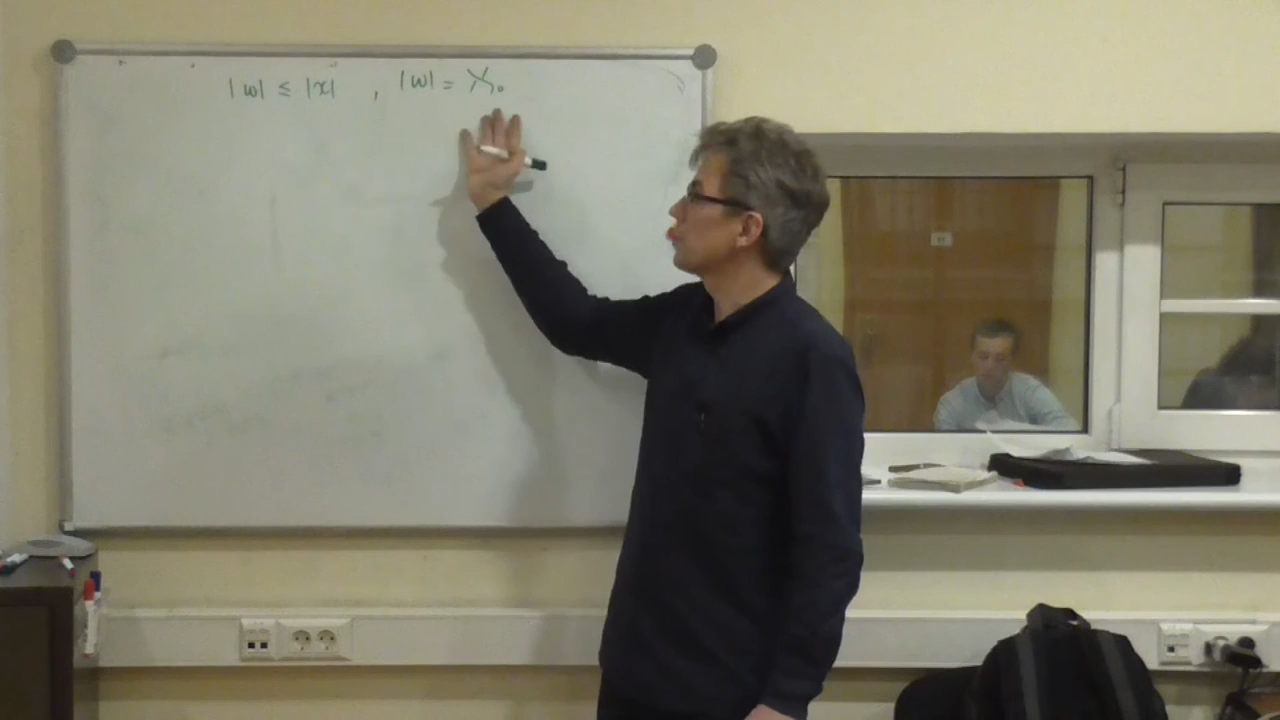 |ω| ≤ |x| , |ω| = ℵ₀